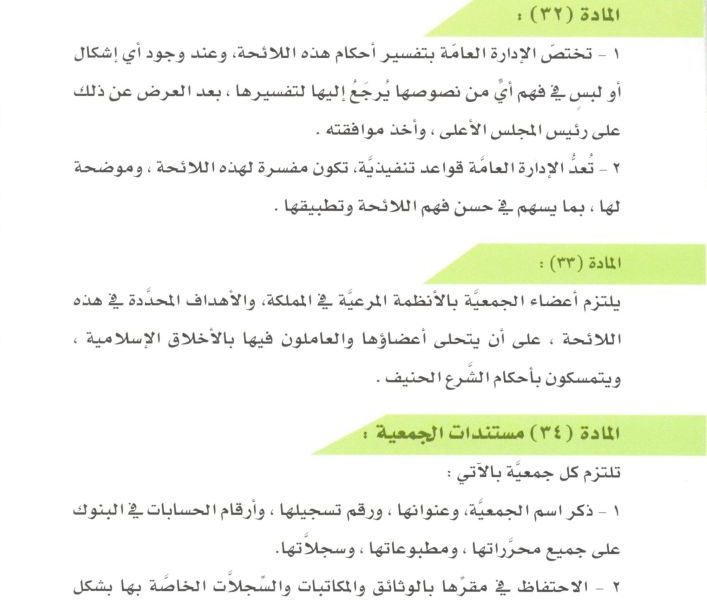 المادة (٣٢) :
١ - تختصّ الإدارة العامّة بتفسير أحكام هذه اللائحة، وعند وجود أي إشكال
أو لبسٍ في فهم أيٍّ من نصوصها يُرجَعُ إليها لتفسيرها ، بعد العرض عن ذلك
على رئيس المجلس الأعلى ، وأخذ موافقته .
٢ - تُعدُّ الإدارة العامَّة قواعد تنفيذيَّة، تكون مفسرة لهذه اللائحة ، وموضحة
لها ، بما يسهم في حسن فهم اللائحة وتطبيقها .
المادة (٣٣) :
يلتزم أعضاء الجمعيَّة بالأنظمة المرعيَّة في المملكة، والأهداف المحدَّدة في هذه
اللائحة ، على أن يتحلى أعضاؤها والعاملون فيها بالأخلاق الإسلامية ،
ويتمسكون بأحكام الشَّرع الحنيف .
المادة (٣٤) مستندات الجمعية :
تلتزم كل جمعيَّة بالآتي :
١ - ذكر اسم الجمعيَّة، وعنوانها ، ورقم تسجيلها ، وأرقام الحسابات في البنوك
على جميع محرَّراتها ، ومطبوعاتها ، وسجلاَّتها.
٢ - الاحتفاظ في مقرّها بالوثائق والمكاتبات والسِّجلاَّت الخاصَّة بها بشكل